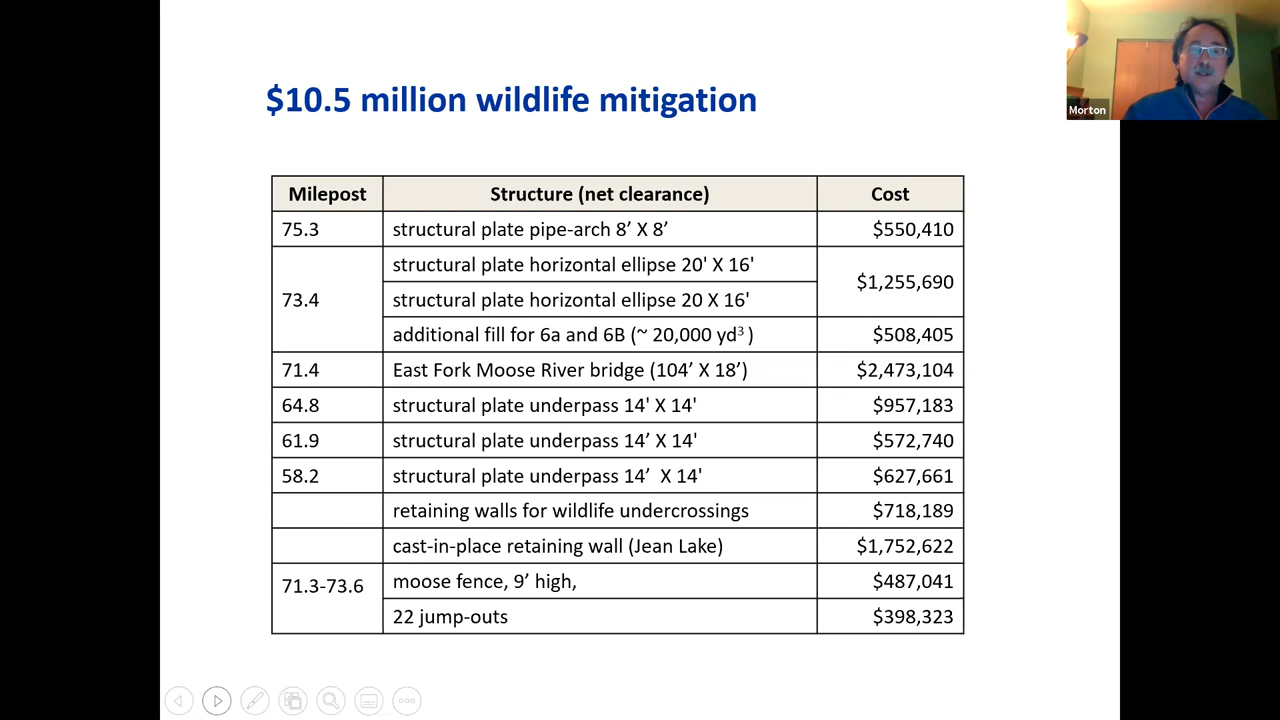 $10.5 million wildlife mitigation
Morton
Milepost Structure (net clearance) Cost
75.3 structural plate pipe-arch 8’ X 8’ $550,410
structural plate horizontal ellipse 20' X 16'
$1,255,690
73.4 structural plate horizontal ellipse 20 X 16'
additional fill for 6a and 6B (~ 20,000 yd³ ) $508,405
71.4 East Fork Moose River bridge (104’ X 18’) $2,473,104
64.8 structural plate underpass 14' X 14' $957,183
61.9 structural plate underpass 14’ X 14' $572,740
58.2 structural plate underpass 14’ X 14' $627,661
retaining walls for wildlife undercrossings $718,189
cast-in-place retaining wall (Jean Lake) $1,752,622
71.3-73.6 moose fence, 9’ high, $487,041
22 jump-outs $398,323